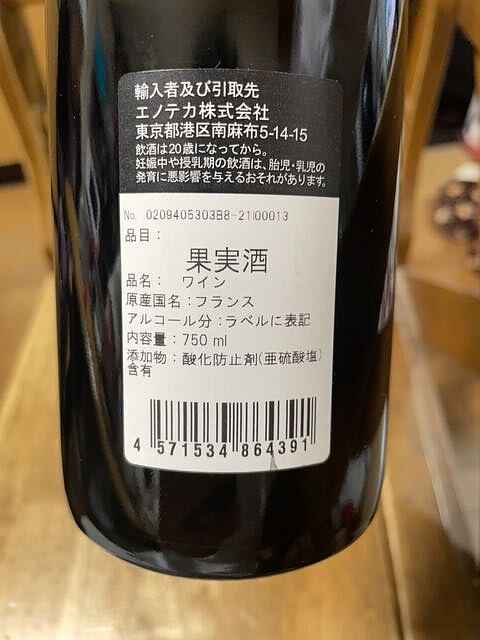 輸入者及び引取先
エノテカ株式会社
東京都港区南麻布5-14-15
飲酒は20歳になってから。
妊娠中や授乳期の飲酒は、胎児・乳児の
発育に悪影響を与えるおそれがあります。
No. 0209405303B8-21I00013
品目：
果実酒
品名： ワイン
原産国名：フランス
アルコール分：ラベルに表記
内容量：750 ml
添加物：酸化防止剤(亜硫酸塩)
含有
4 571534 864391